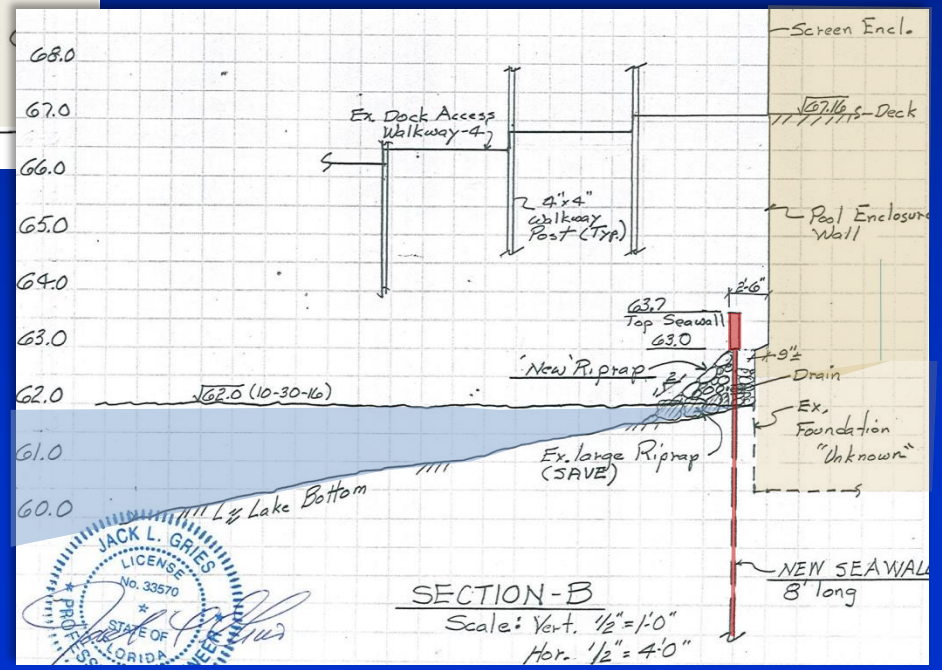 68.0
67.0
66.0
65.0
64.0
63.0
62.0
61.0
60.0
Screen Encl.
67.16
Deck
Ex. Dock Access
Walkway-4
4"x4"
Walkway
Post (Typ.)
Pool Enclosure
Wall
2'-6"
63.7
Top Seawall
63.0
'New' Riprap
2'
9"±
Drain
62.0 (10-30-16)
Ex.
Foundation
"Unknown"
Ex. large Riprap
(SAVE)
Lake Bottom
JACK L. GRIES
LICENSE
No. 33570
STATE OF
FLORIDA
NEW SEAWALL
8' long
SECTION-B
Scale: Vert. 1/2"=1'-0"
Hor. 1/2"=4'-0"